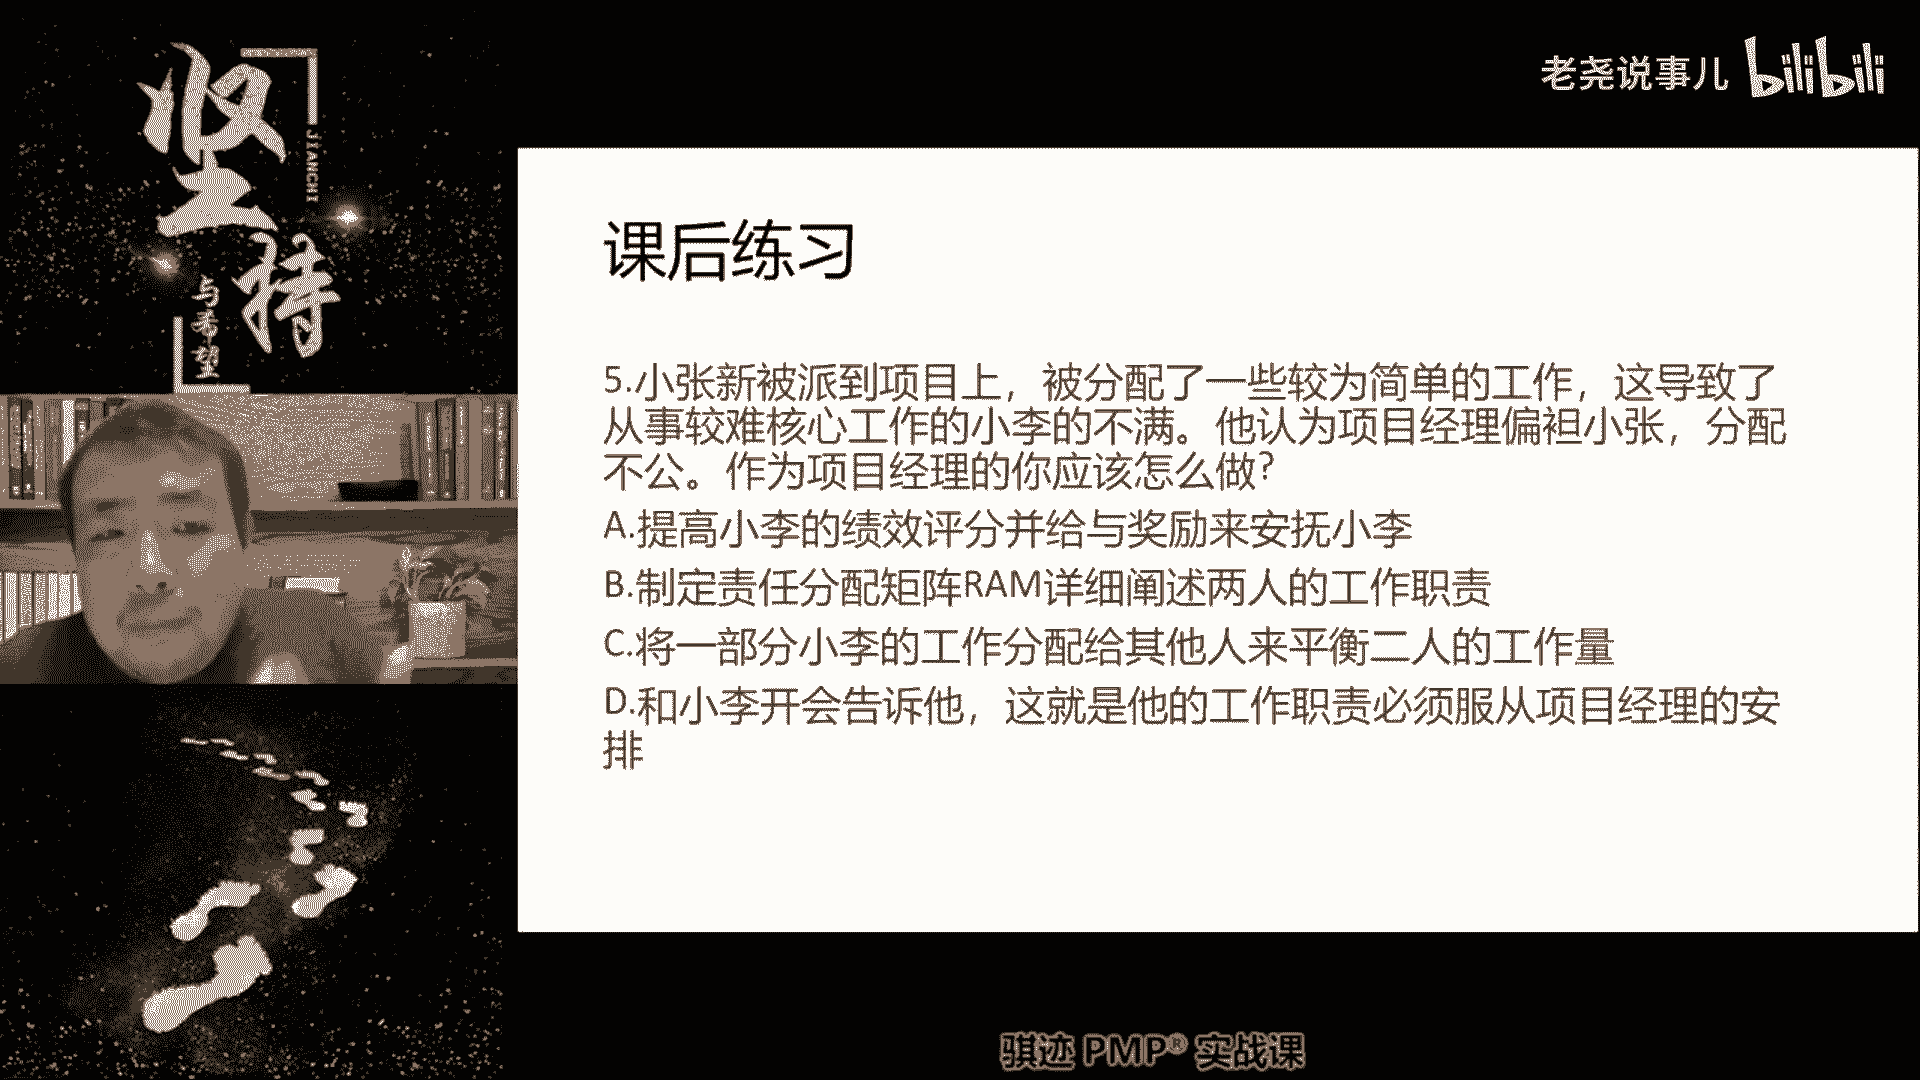 坚持
JIANCHI
与希望
老尧说事儿 bilibili
课后练习
5.小张新被派到项目上，被分配了一些较为简单的工作，这导致了
从事较难核心工作的小李的不满。他认为项目经理偏袒小张，分配
不公。作为项目经理的你应该怎么做?
A.提高小李的绩效评分并给与奖励来安抚小李
B.制定责任分配矩阵RAM详细阐述两人的工作职责
C.将一部分小李的工作分配给其他人来平衡二人的工作量
D.和小李开会告诉他，这就是他的工作职责必须服从项目经理的安
排
骐迹 PMP® 实战课